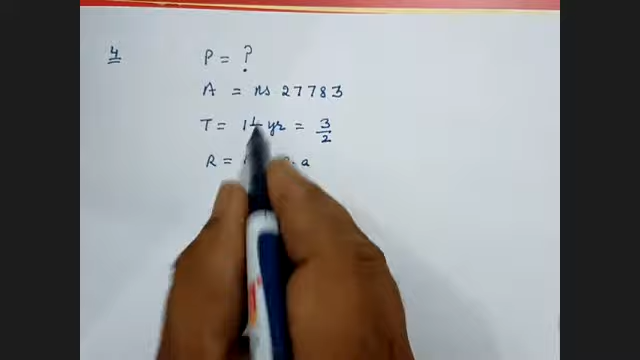 4
P = ?
A = Rs 27783
T = 1 yr = 3/2
R = . a